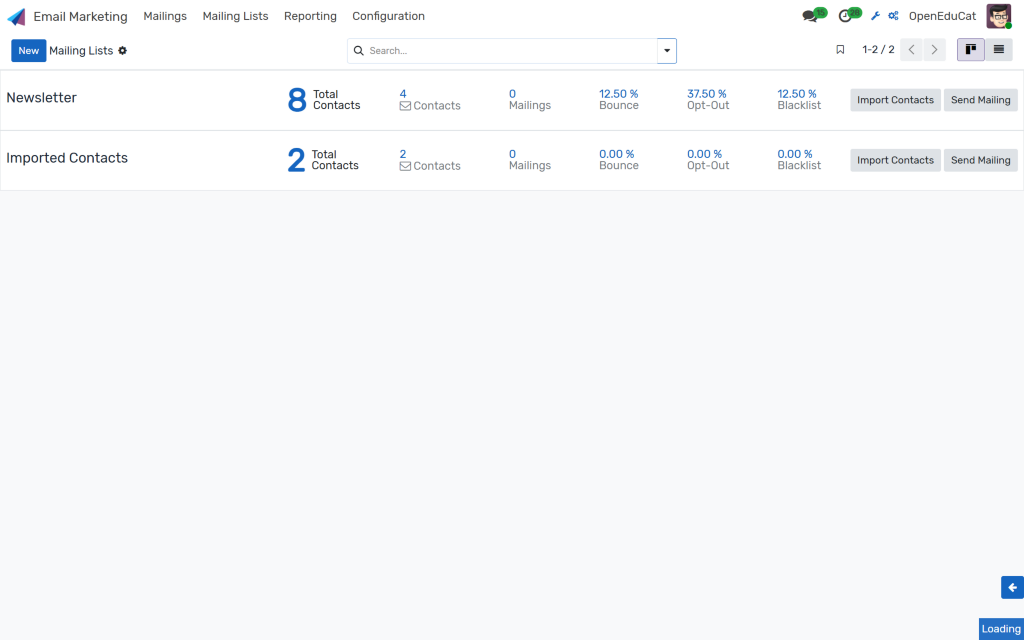 Email Marketing Mailings Mailing Lists Reporting Configuration 15 28 OpenEduCat
New Mailing Lists Search... 1-2 / 2
Newsletter 8 Total Contacts 4 Contacts 0 Mailings 12.50 % Bounce 37.50 % Opt-Out 12.50 % Blacklist Import Contacts Send Mailing
Imported Contacts 2 Total Contacts 2 Contacts 0 Mailings 0.00 % Bounce 0.00 % Opt-Out 0.00 % Blacklist Import Contacts Send Mailing
Loading